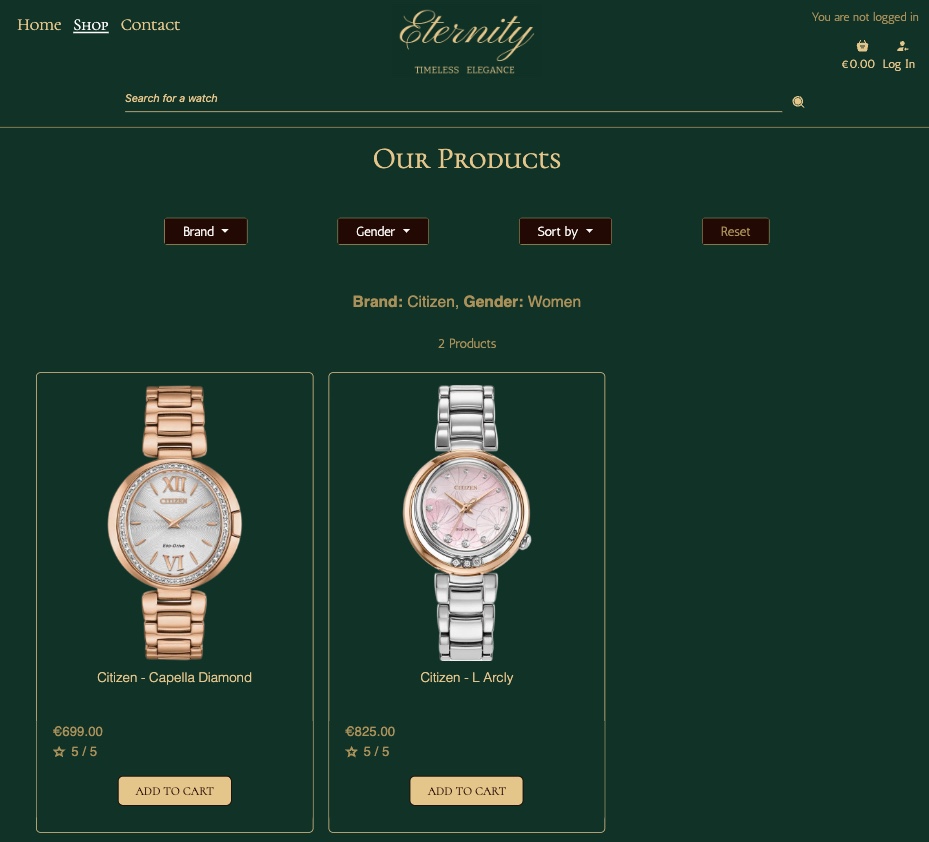 Home Shop Contact
Eternity
TIMELESS ELEGANCE
You are not logged in
€0.00 Log In
Search for a watch
Our Products
Brand Gender Sort by Reset
Brand: Citizen, Gender: Women
2 Products
XII
CITIZEN
Eco-Drive
VI
CITIZEN
Eco-Drive
Citizen - Capella Diamond
Citizen - L Arcly
€699.00
5 / 5
€825.00
5 / 5
ADD TO CART
ADD TO CART